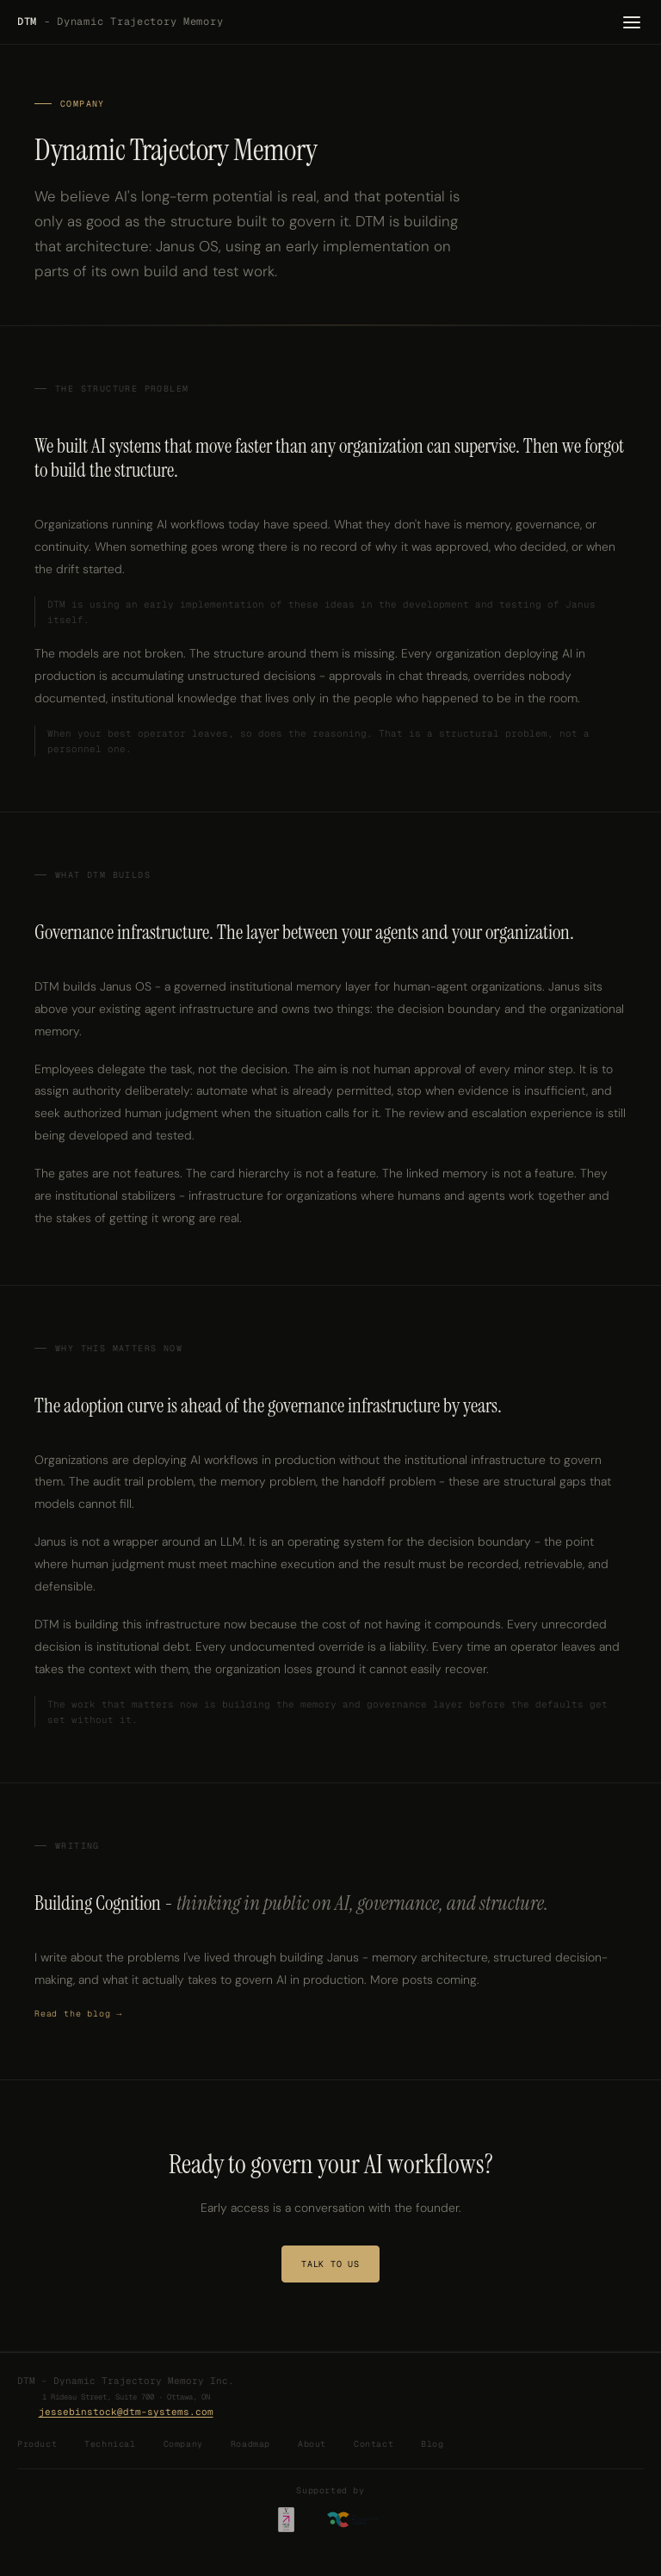 DTM - Dynamic Trajectory Memory
COMPANY
Dynamic Trajectory Memory
We believe AI's long-term potential is real, and that potential is
only as good as the structure built to govern it. DTM is building
that architecture: Janus OS, using an early implementation on
parts of its own build and test work.
THE STRUCTURE PROBLEM
We built AI systems that move faster than any organization can supervise. Then we forgot
to build the structure.
Organizations running AI workflows today have speed. What they don't have is memory, governance, or
continuity. When something goes wrong there is no record of why it was approved, who decided, or when
the drift started.
DTM is using an early implementation of these ideas in the development and testing of Janus
itself.
The models are not broken. The structure around them is missing. Every organization deploying AI in
production is accumulating unstructured decisions - approvals in chat threads, overrides nobody
documented, institutional knowledge that lives only in the people who happened to be in the room.
When your best operator leaves, so does the reasoning. That is a structural problem, not a
personnel one.
WHAT DTM BUILDS
Governance infrastructure. The layer between your agents and your organization.
DTM builds Janus OS - a governed institutional memory layer for human-agent organizations. Janus sits
above your existing agent infrastructure and owns two things: the decision boundary and the organizational
memory.
Employees delegate the task, not the decision. The aim is not human approval of every minor step. It is to
assign authority deliberately: automate what is already permitted, stop when evidence is insufficient, and
seek authorized human judgment when the situation calls for it. The review and escalation experience is still
being developed and tested.
The gates are not features. The card hierarchy is not a feature. The linked memory is not a feature. They
are institutional stabilizers - infrastructure for organizations where humans and agents work together and
the stakes of getting it wrong are real.
WHY THIS MATTERS NOW
The adoption curve is ahead of the governance infrastructure by years.
Organizations are deploying AI workflows in production without the institutional infrastructure to govern
them. The audit trail problem, the memory problem, the handoff problem - these are structural gaps that
models cannot fill.
Janus is not a wrapper around an LLM. It is an operating system for the decision boundary - the point
where human judgment must meet machine execution and the result must be recorded, retrievable, and
defensible.
DTM is building this infrastructure now because the cost of not having it compounds. Every unrecorded
decision is institutional debt. Every undocumented override is a liability. Every time an operator leaves and
takes the context with them, the organization loses ground it cannot easily recover.
The work that matters now is building the memory and governance layer before the defaults get
set without it.
WRITING
Building Cognition - thinking in public on AI, governance, and structure.
I write about the problems I've lived through building Janus - memory architecture, structured decision-
making, and what it actually takes to govern AI in production. More posts coming.
Read the blog →
Ready to govern your AI workflows?
Early access is a conversation with the founder.
TALK TO US
DTM - Dynamic Trajectory Memory Inc.
1 Rideau Street, Suite 700 · Ottawa, ON
jessebinstock@dtm-systems.com
Product Technical Company Roadmap About Contact Blog
Supported by